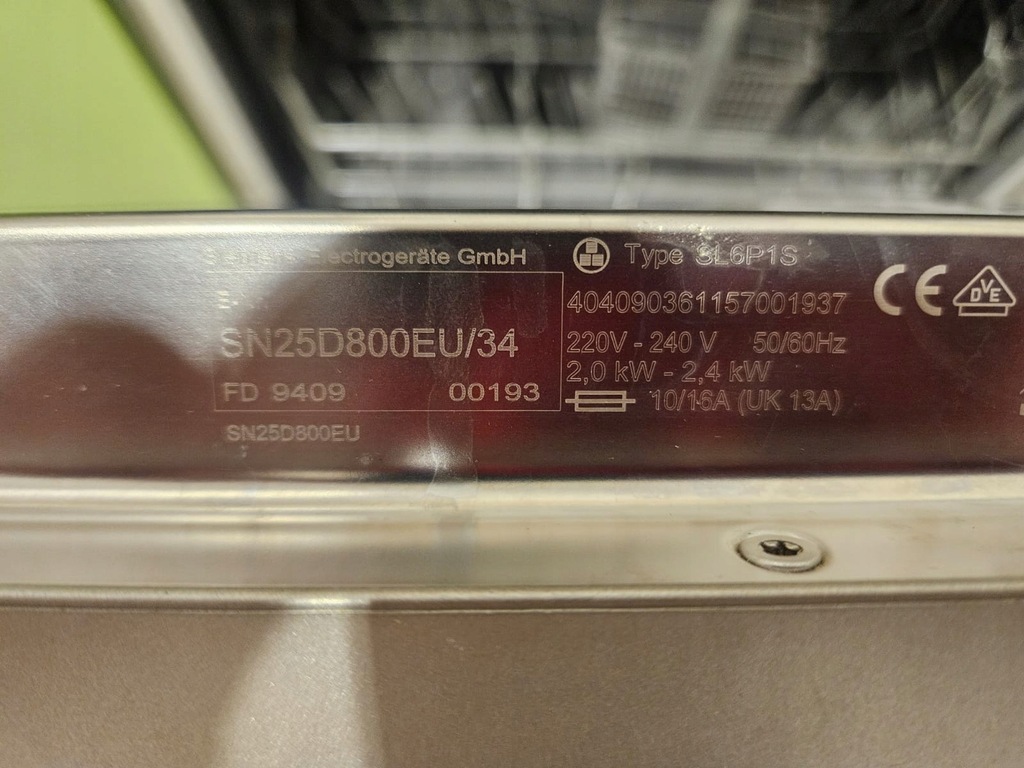 Electrogeräte GmbH
E-
SN25D800EU/34
FD 9409 00193
SN25D800EU
Type SL6P1S
404090361157001937
220V - 240 V 50/60Hz
2,0 kW - 2,4 kW
10/16A (UK 13A)
CE
DVE